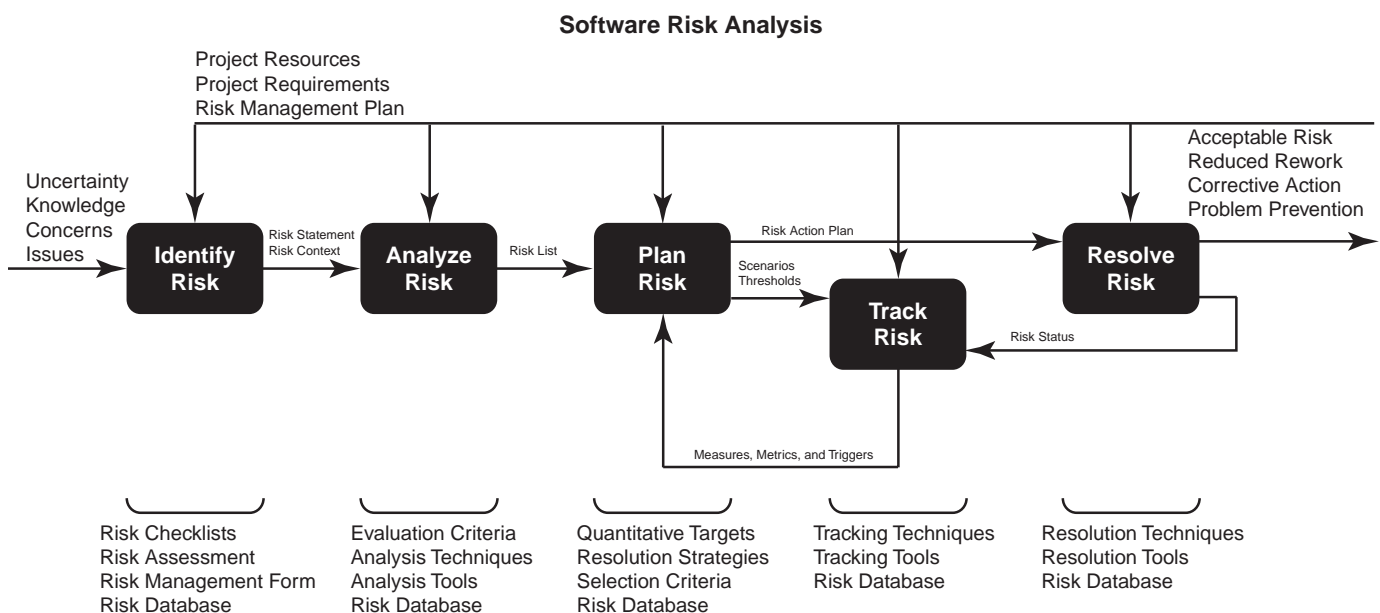 Software Risk Analysis
Project Resources
Project Requirements
Risk Management Plan
Uncertainty
Knowledge
Concerns
Issues
Identify
Risk
Risk Statement
Risk Context
Analyze
Risk
Risk List
Plan
Risk
Risk Action Plan
Scenarios
Thresholds
Track
Risk
Resolve
Risk
Risk Status
Acceptable Risk
Reduced Rework
Corrective Action
Problem Prevention
Measures, Metrics, and Triggers
Risk Checklists
Risk Assessment
Risk Management Form
Risk Database
Evaluation Criteria
Analysis Techniques
Analysis Tools
Risk Database
Quantitative Targets
Resolution Strategies
Selection Criteria
Risk Database
Tracking Techniques
Tracking Tools
Risk Database
Resolution Techniques
Resolution Tools
Risk Database